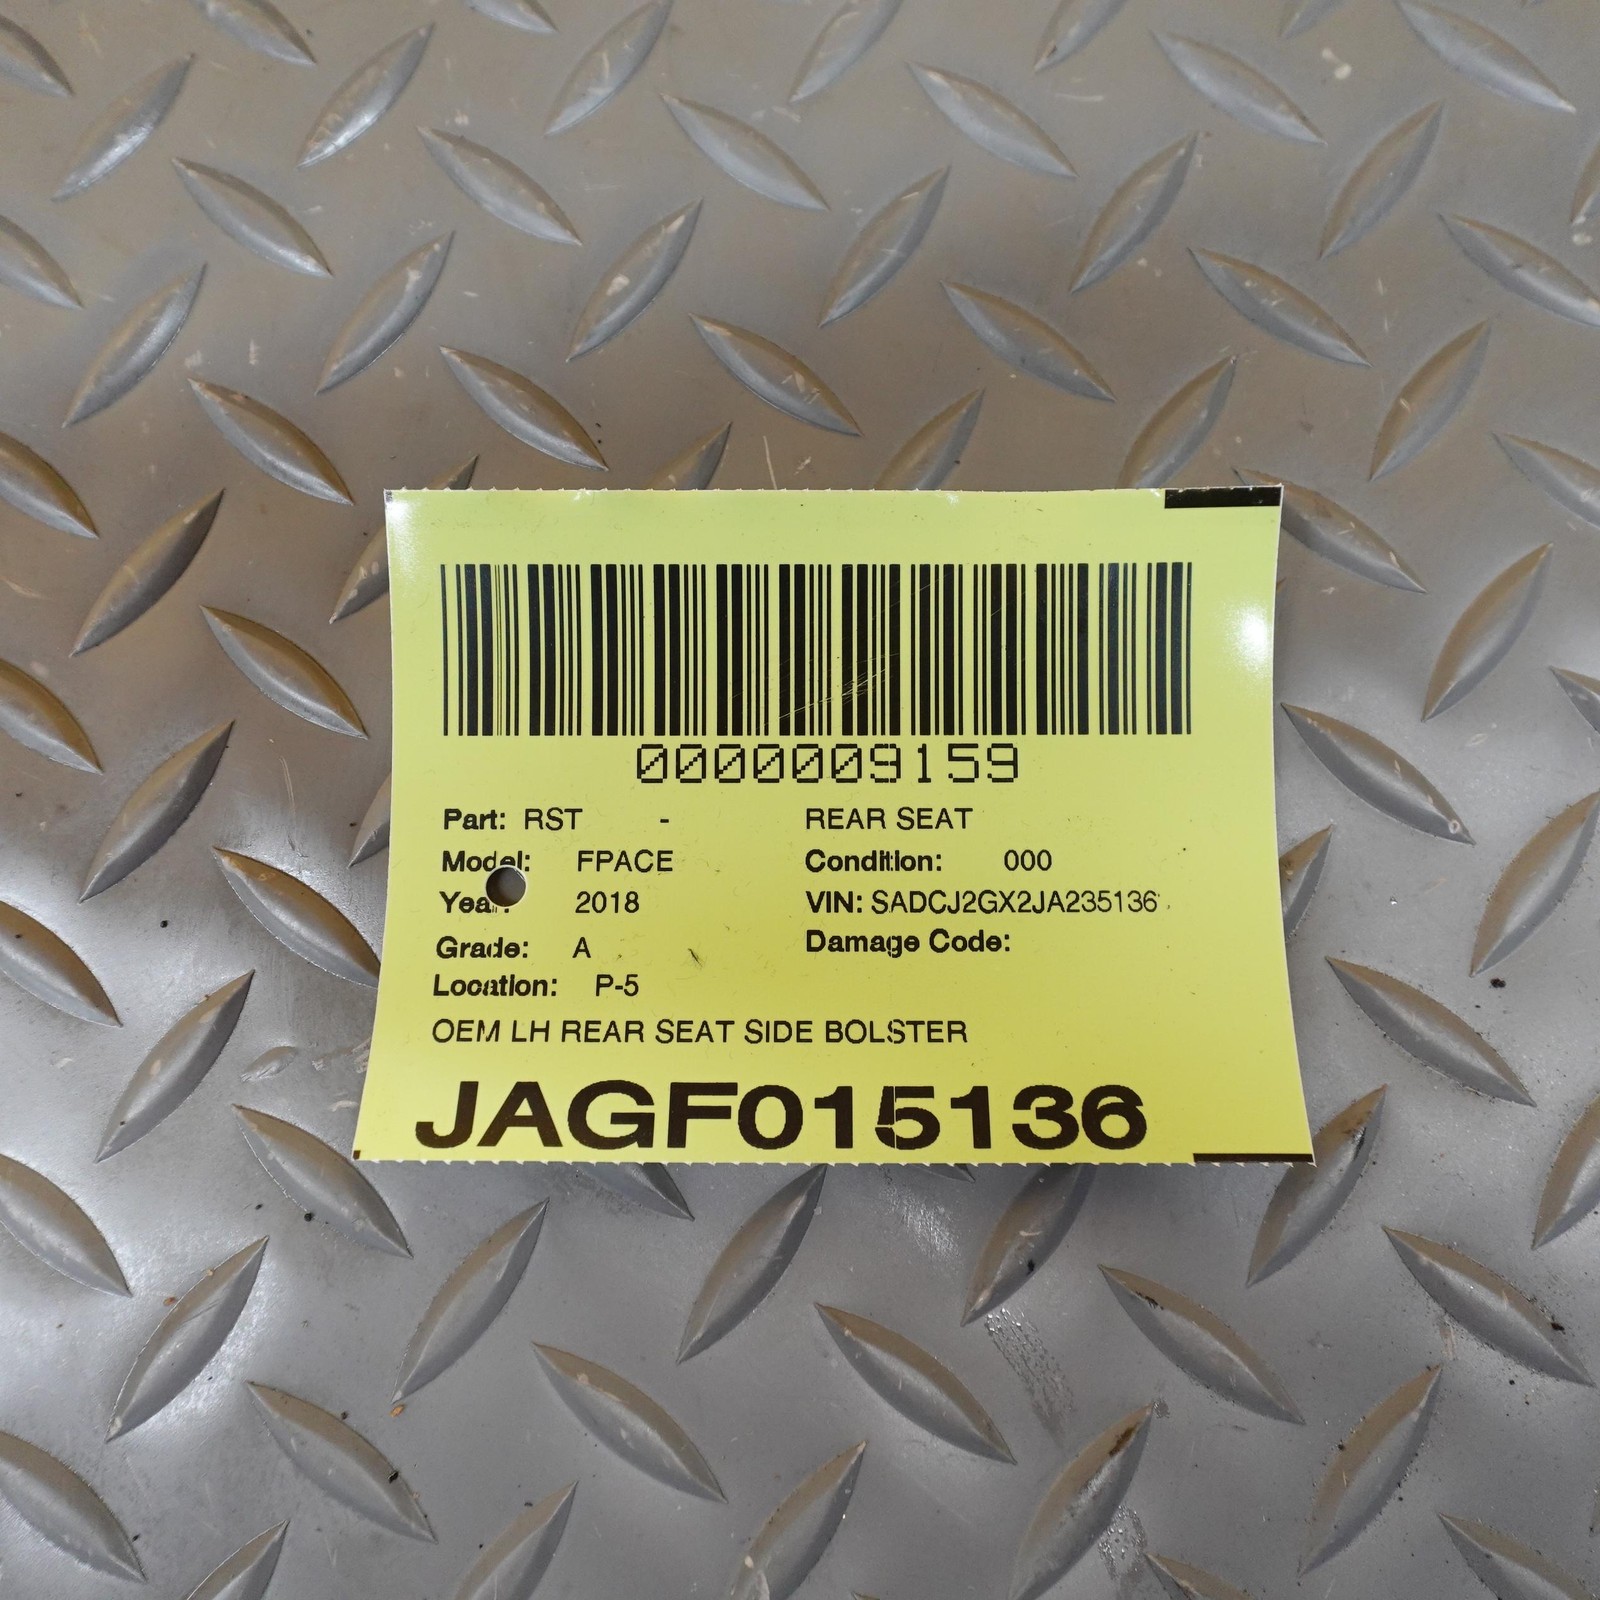 0000009159
Part: RST - REAR SEAT
Model: FPACE Condition: 000
Year: 2018 VIN: SADCJ2GX2JA235136
Grade: A Damage Code:
Location: P-5
OEM LH REAR SEAT SIDE BOLSTER
JAGF015136